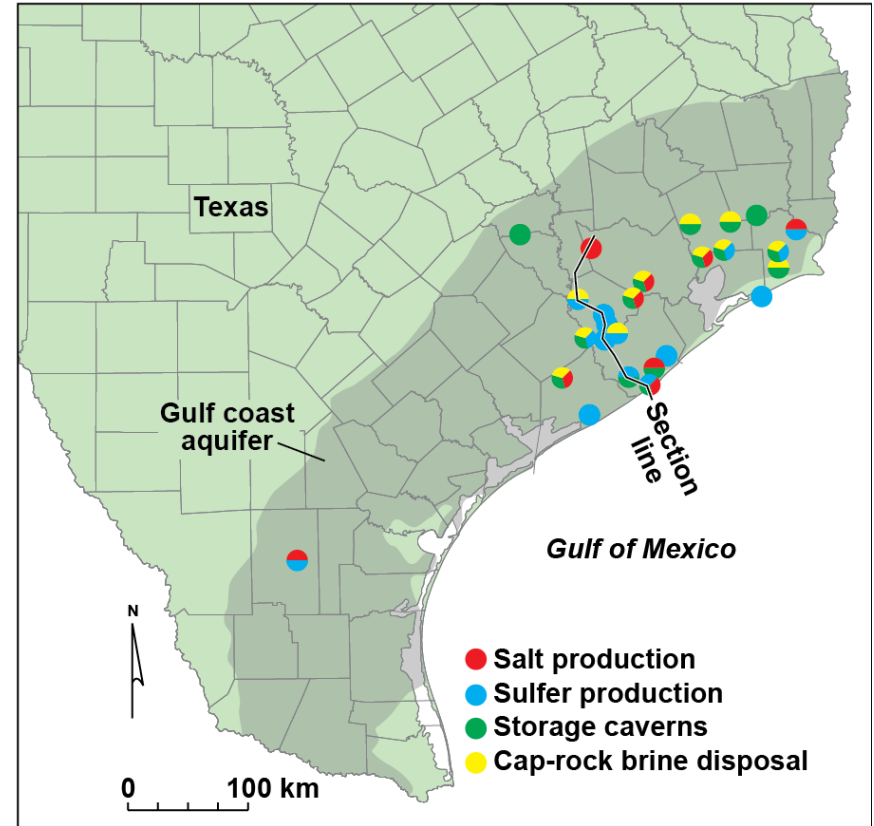 Texas
Gulf coast
aquifer
Section
line
Gulf of Mexico
N
Salt production
Sulfer production
Storage caverns
Cap-rock brine disposal
0 100 km